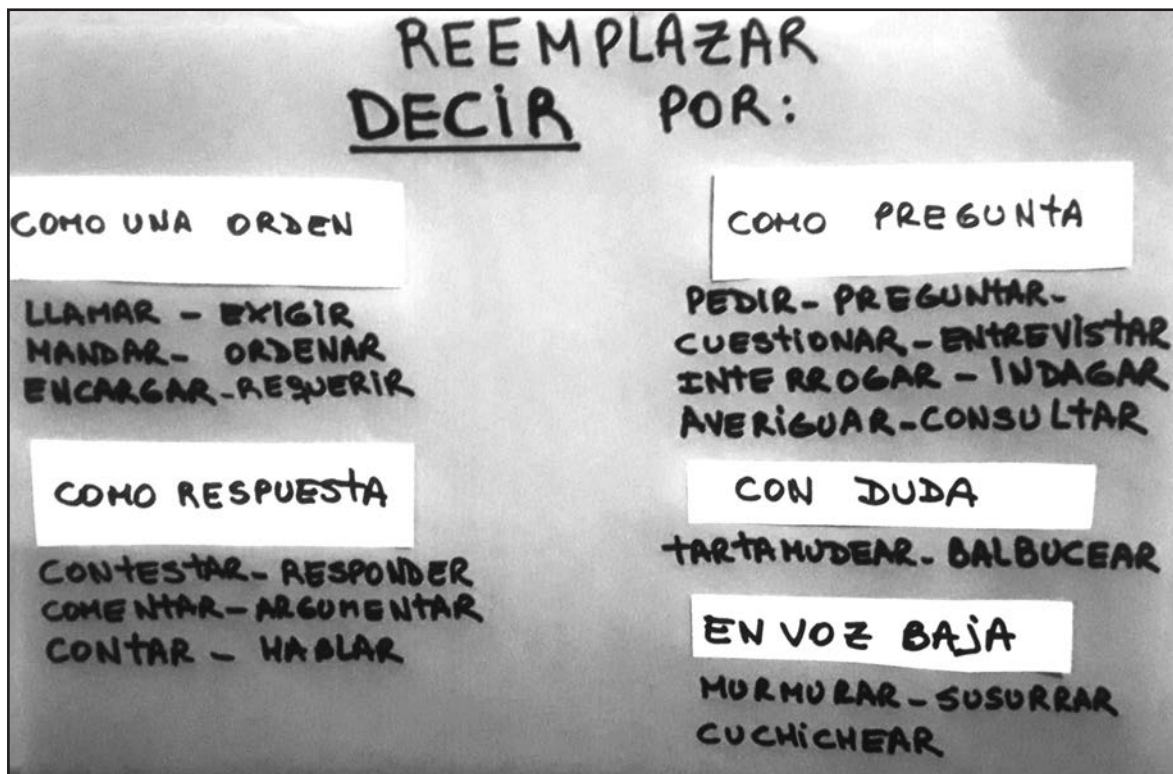 REEMPLAZAR
DECIR POR:
COMO UNA ORDEN
LLAMAR - EXIGIR
MANDAR - ORDENAR
ENCARGAR - REQUERIR
COMO RESPUESTA
CONTESTAR - RESPONDER
COMENTAR - ARGUMENTAR
CONTAR - HABLAR
COMO PREGUNTA
PEDIR - PREGUNTAR -
CUESTIONAR - ENTREVISTAR
INTERROGAR - INDAGAR
AVERIGUAR - CONSULTAR
CON DUDA
TARTAMUDEAR - BALBUCEAR
EN VOZ BAJA
MURMURAR - SUSURRAR
CUCHICHEAR